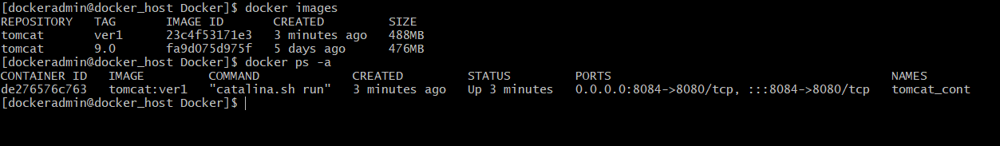 [dockeradmin@docker_host Docker]$ docker images
REPOSITORY   TAG       IMAGE ID       CREATED         SIZE
tomcat       ver1      23c4f53171e3   3 minutes ago   488MB
tomcat       9.0       fa9d075d975f   5 days ago      476MB
[dockeradmin@docker_host Docker]$ docker ps -a
CONTAINER ID   IMAGE         COMMAND             CREATED         STATUS         PORTS                                       NAMES
de276576c763   tomcat:ver1   "catalina.sh run"   3 minutes ago   Up 3 minutes   0.0.0.0:8084->8080/tcp, :::8084->8080/tcp   tomcat_cont
[dockeradmin@docker_host Docker]$